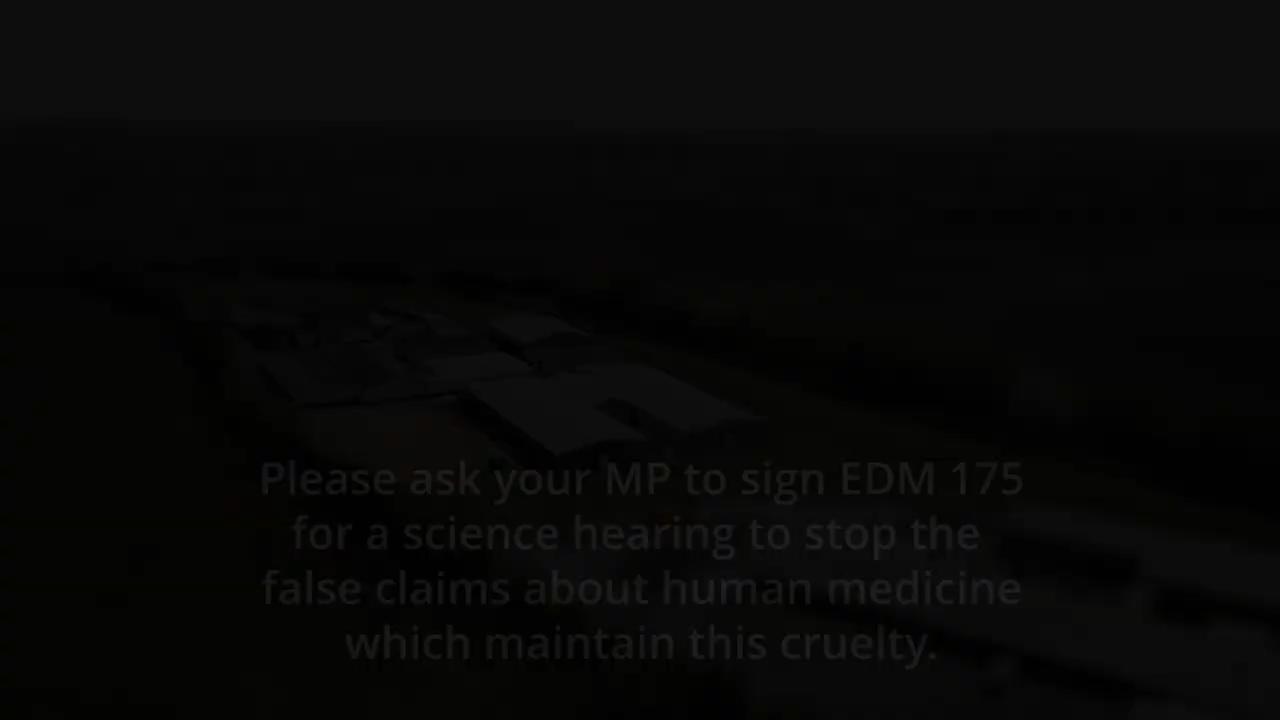 Please ask your MP to sign EDM 175
for a science hearing to stop the
false claims about human medicine
which maintain this cruelty.